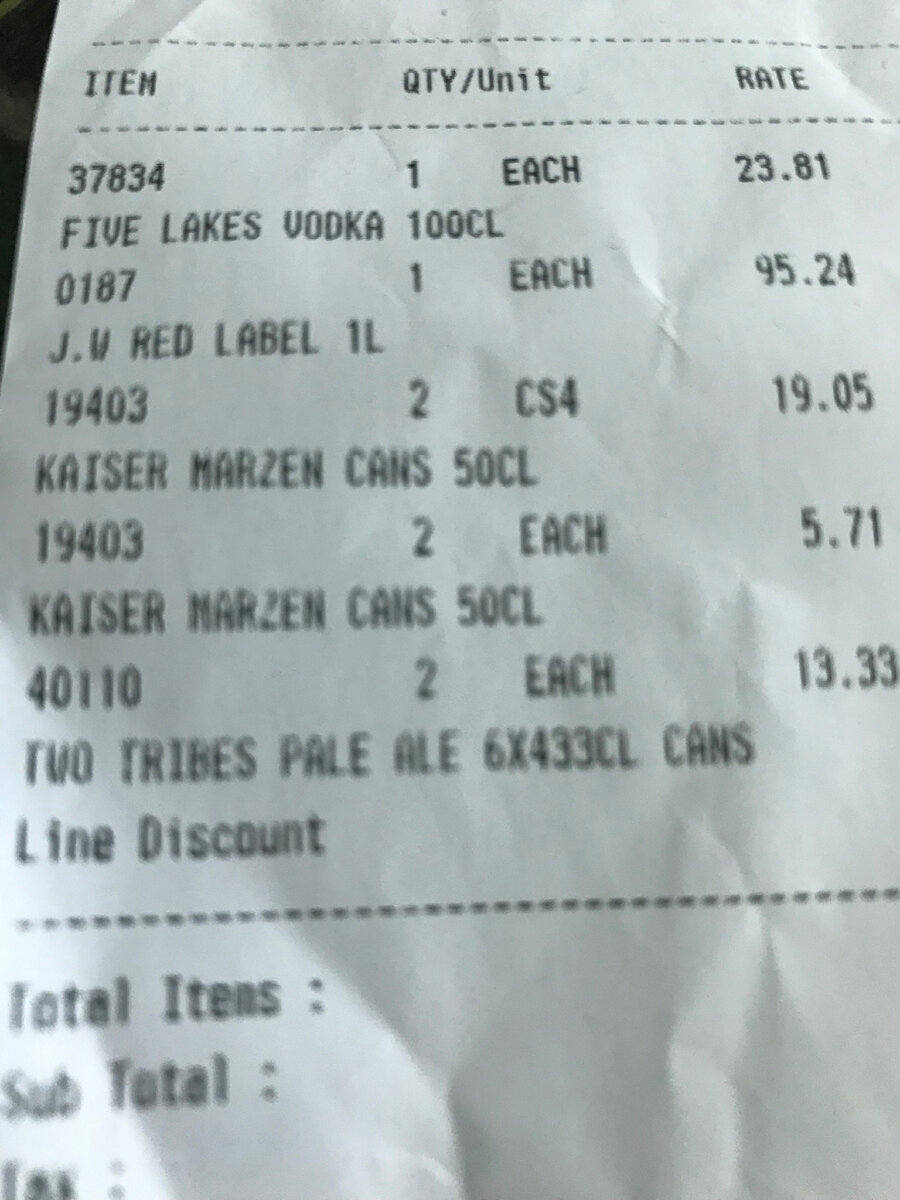 ITEM QTY/Unit RATE
37834 1 EACH 23.81
FIVE LAKES VODKA 100CL
0187 1 EACH 95.24
J.W RED LABEL 1L
19403 2 CS4 19.05
KAISER MARZEN CANS 50CL
19403 2 EACH 5.71
KAISER MARZEN CANS 50CL
40110 2 EACH 13.33
TWO TRIBES PALE ALE 6X433CL CANS
Line Discount
Total Items :
Sub Total :
Tax :